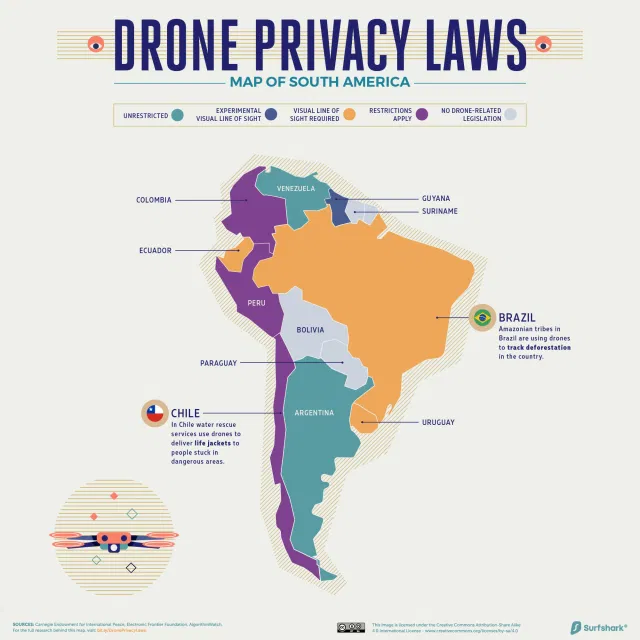 DRONE PRIVACY LAWS
MAP OF SOUTH AMERICA
UNRESTRICTED
EXPERIMENTAL
VISUAL LINE OF SIGHT
VISUAL LINE OF
SIGHT REQUIRED
RESTRICTIONS
APPLY
NO DRONE-RELATED
LEGISLATION
VENEZUELA
COLOMBIA
GUYANA
SURINAME
ECUADOR
PERU
BRAZIL
Amazonian tribes in
Brazil are using drones
to track deforestation
in the country.
BOLIVIA
PARAGUAY
CHILE
In Chile water rescue
services use drones to
deliver life jackets to
people stuck in
dangerous areas.
ARGENTINA
URUGUAY
SOURCES: Carnegie Endowment for International Peace, Electronic Frontier Foundation, AlgorithmWatch
For the full research behind this map, visit:
This image is licensed under the Creative Commons Attribution-Share Alike
4.0 International License - www.creativecommons.org/licenses/by-sa/4.0
Surfshark